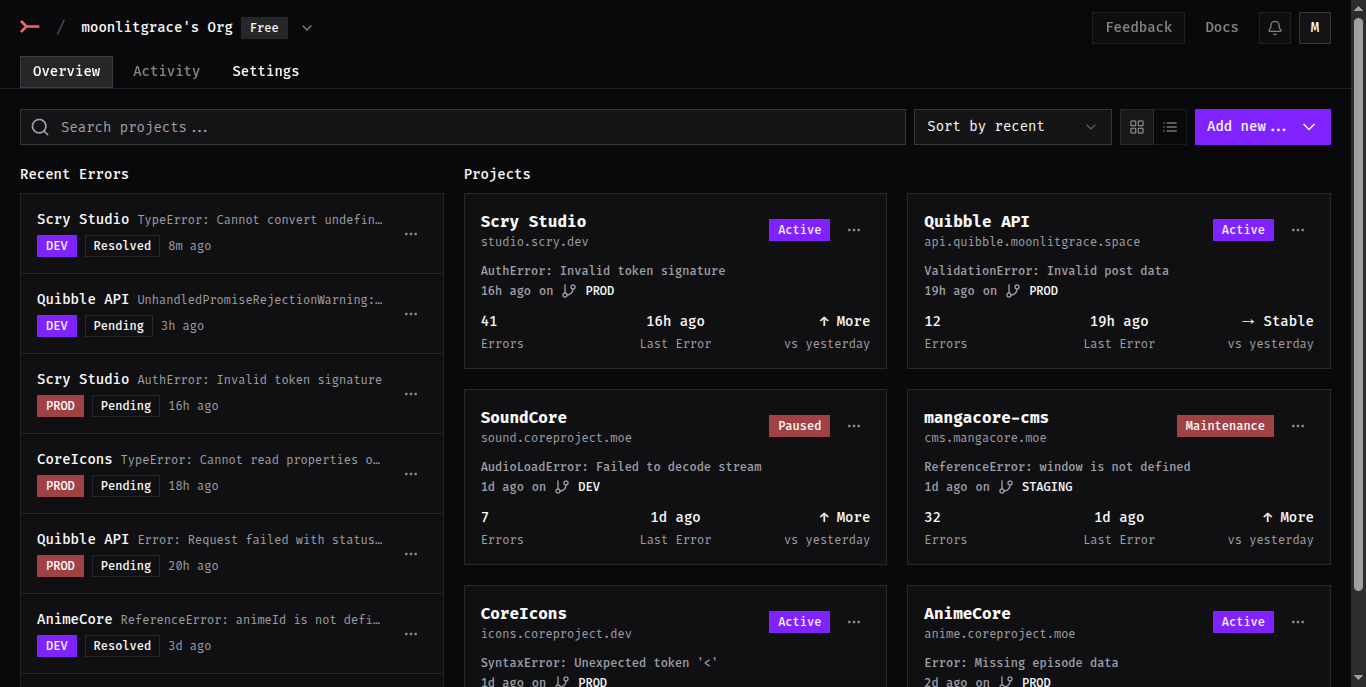 / moonlitgrace's Org Free
Feedback Docs M
Overview Activity Settings
Search projects...
Sort by recent
Add new...
Recent Errors
Scry Studio TypeError: Cannot convert undefin…
DEV Resolved 8m ago
Quibble API UnhandledPromiseRejectionWarning:…
DEV Pending 3h ago
Scry Studio AuthError: Invalid token signature
PROD Pending 16h ago
CoreIcons TypeError: Cannot read properties o…
PROD Pending 18h ago
Quibble API Error: Request failed with status…
PROD Pending 20h ago
AnimeCore ReferenceError: animeId is not defi…
DEV Resolved 3d ago
Projects
Scry Studio
studio.scry.dev
Active
AuthError: Invalid token signature
16h ago on PROD
41 16h ago ↑ More
Errors Last Error vs yesterday
Quibble API
api.quibble.moonlitgrace.space
Active
ValidationError: Invalid post data
19h ago on PROD
12 19h ago → Stable
Errors Last Error vs yesterday
SoundCore
sound.coreproject.moe
Paused
AudioLoadError: Failed to decode stream
1d ago on DEV
7 1d ago ↑ More
Errors Last Error vs yesterday
mangacore-cms
cms.mangacore.moe
Maintenance
ReferenceError: window is not defined
1d ago on STAGING
32 1d ago ↑ More
Errors Last Error vs yesterday
CoreIcons
icons.coreproject.dev
Active
SyntaxError: Unexpected token '<'
1d ago on PROD
AnimeCore
anime.coreproject.moe
Active
Error: Missing episode data
2d ago on PROD